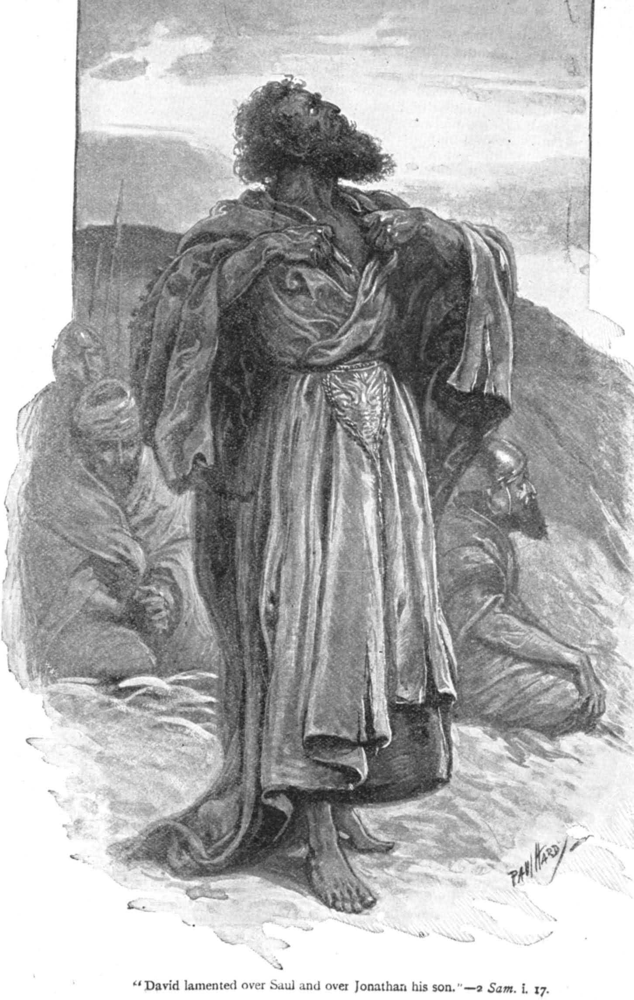 PAUL HARDY
"David lamented over Saul and over Jonathan his son."—2 Sam. i. 17.